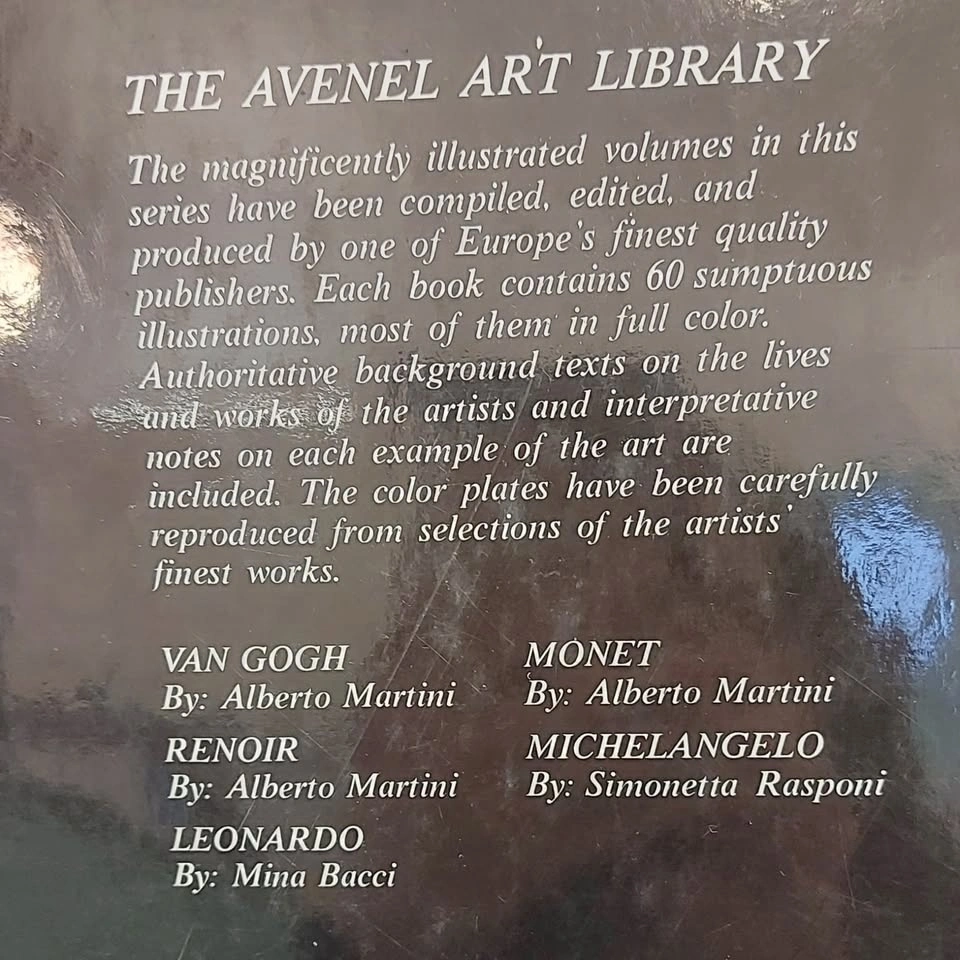 THE AVENEL ART LIBRARY
The magnificently illustrated volumes in this
series have been compiled, edited, and
produced by one of Europe's finest quality
publishers. Each book contains 60 sumptuous
illustrations, most of them in full color.
Authoritative background texts on the lives
and works of the artists and interpretative
notes on each example of the art are
included. The color plates have been carefully
reproduced from selections of the artists'
finest works.
VAN GOGH
By: Alberto Martini
RENOIR
By: Alberto Martini
LEONARDO
By: Mina Bacci
MONET
By: Alberto Martini
MICHELANGELO
By: Simonetta Rasponi